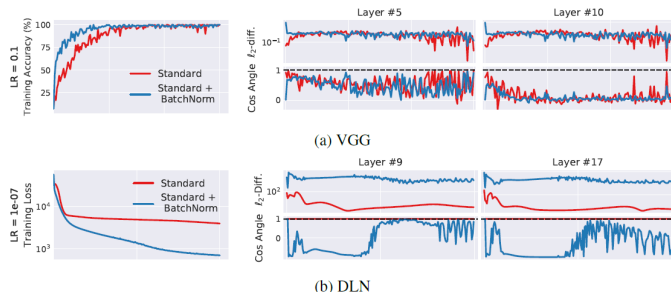 Layer #5
Layer #10
LR = 0.1
Training Accuracy (%)
100
75
50
25
Standard
Standard +
BatchNorm
ℓ2-diff.
10⁻¹
Cos Angle
1
0
(a) VGG
Layer #9
Layer #17
LR = 1e-07
Training Loss
10⁴
10³
Standard
Standard +
BatchNorm
ℓ2-Diff.
10²
Cos Angle
1
0
(b) DLN